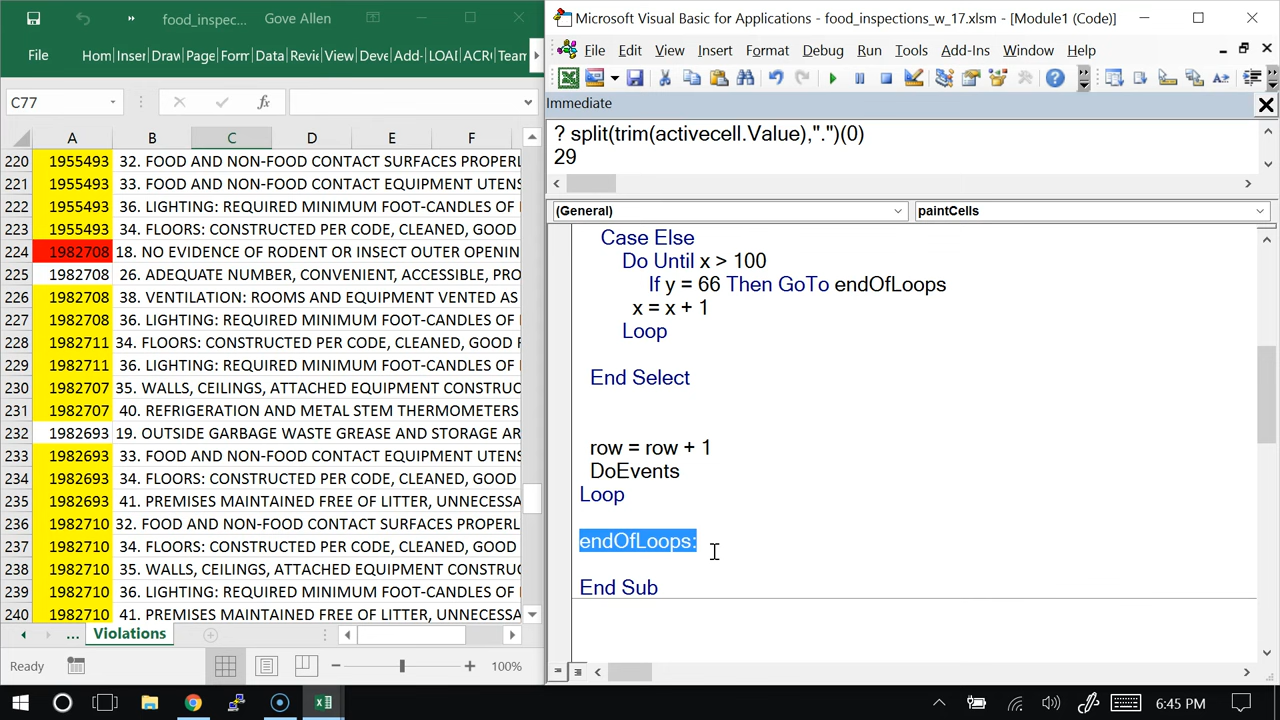 food_inspec... Gove Allen
File Hom Inser Draw Page Forr Data Revie View Deve Add- LOAI ACRO Team
C77
fx
A B C D E F
220 1955493 32. FOOD AND NON-FOOD CONTACT SURFACES PROPERL
221 1955493 33. FOOD AND NON-FOOD CONTACT EQUIPMENT UTENS
222 1955493 36. LIGHTING: REQUIRED MINIMUM FOOT-CANDLES OF
223 1955493 34. FLOORS: CONSTRUCTED PER CODE, CLEANED, GOOD
224 1982708 18. NO EVIDENCE OF RODENT OR INSECT OUTER OPENIN
225 1982708 26. ADEQUATE NUMBER, CONVENIENT, ACCESSIBLE, PRO
226 1982708 38. VENTILATION: ROOMS AND EQUIPMENT VENTED AS
227 1982708 36. LIGHTING: REQUIRED MINIMUM FOOT-CANDLES OF
228 1982711 34. FLOORS: CONSTRUCTED PER CODE, CLEANED, GOOD
229 1982711 36. LIGHTING: REQUIRED MINIMUM FOOT-CANDLES OF
230 1982707 35. WALLS, CEILINGS, ATTACHED EQUIPMENT CONSTRUC
231 1982707 40. REFRIGERATION AND METAL STEM THERMOMETERS
232 1982693 19. OUTSIDE GARBAGE WASTE GREASE AND STORAGE AR
233 1982693 33. FOOD AND NON-FOOD CONTACT EQUIPMENT UTENS
234 1982693 34. FLOORS: CONSTRUCTED PER CODE, CLEANED, GOOD
235 1982693 41. PREMISES MAINTAINED FREE OF LITTER, UNNECESSA
236 1982710 32. FOOD AND NON-FOOD CONTACT SURFACES PROPERL
237 1982710 34. FLOORS: CONSTRUCTED PER CODE, CLEANED, GOOD
238 1982710 35. WALLS, CEILINGS, ATTACHED EQUIPMENT CONSTRUC
239 1982710 36. LIGHTING: REQUIRED MINIMUM FOOT-CANDLES OF
240 1982710 41. PREMISES MAINTAINED FREE OF LITTER, UNNECESSA
... Violations
Ready 100%
Microsoft Visual Basic for Applications - food_inspections_w_17.xlsm - [Module1 (Code)]
File Edit View Insert Format Debug Run Tools Add-Ins Window Help
Immediate
? split(trim(activecell.Value),".")(0)
29
(General) paintCells
Case Else
Do Until x > 100
If y = 66 Then GoTo endOfLoops
x = x + 1
Loop
End Select
row = row + 1
DoEvents
Loop
endOfLoops:
End Sub
6:45 PM